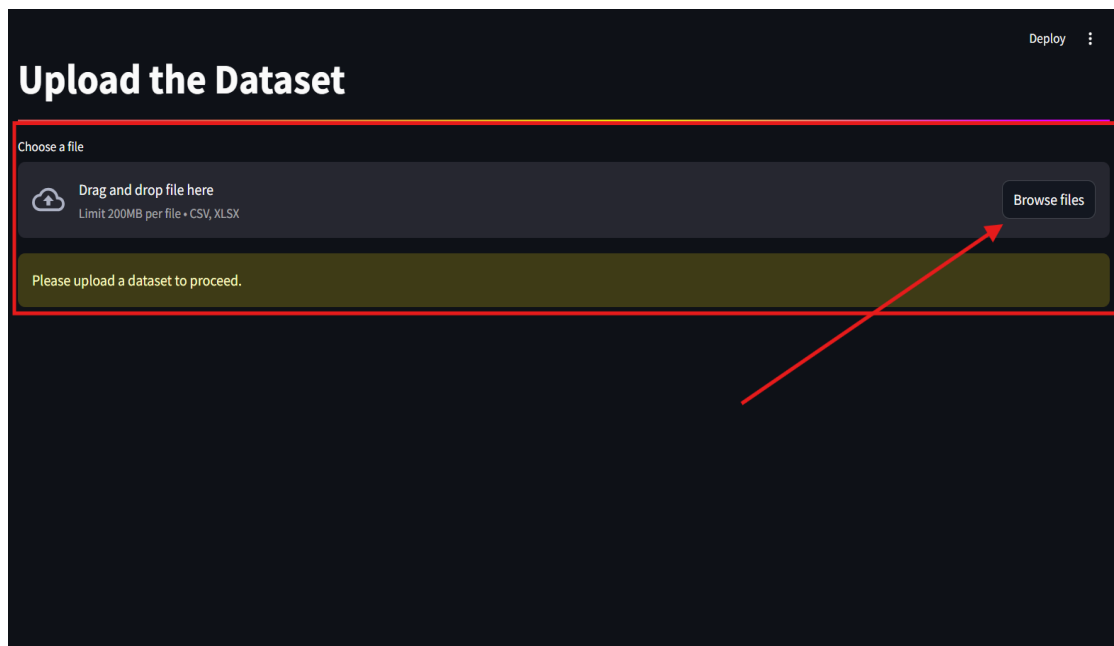 Deploy
Upload the Dataset
Choose a file
Drag and drop file here
Limit 200MB per file • CSV, XLSX
Browse files
Please upload a dataset to proceed.